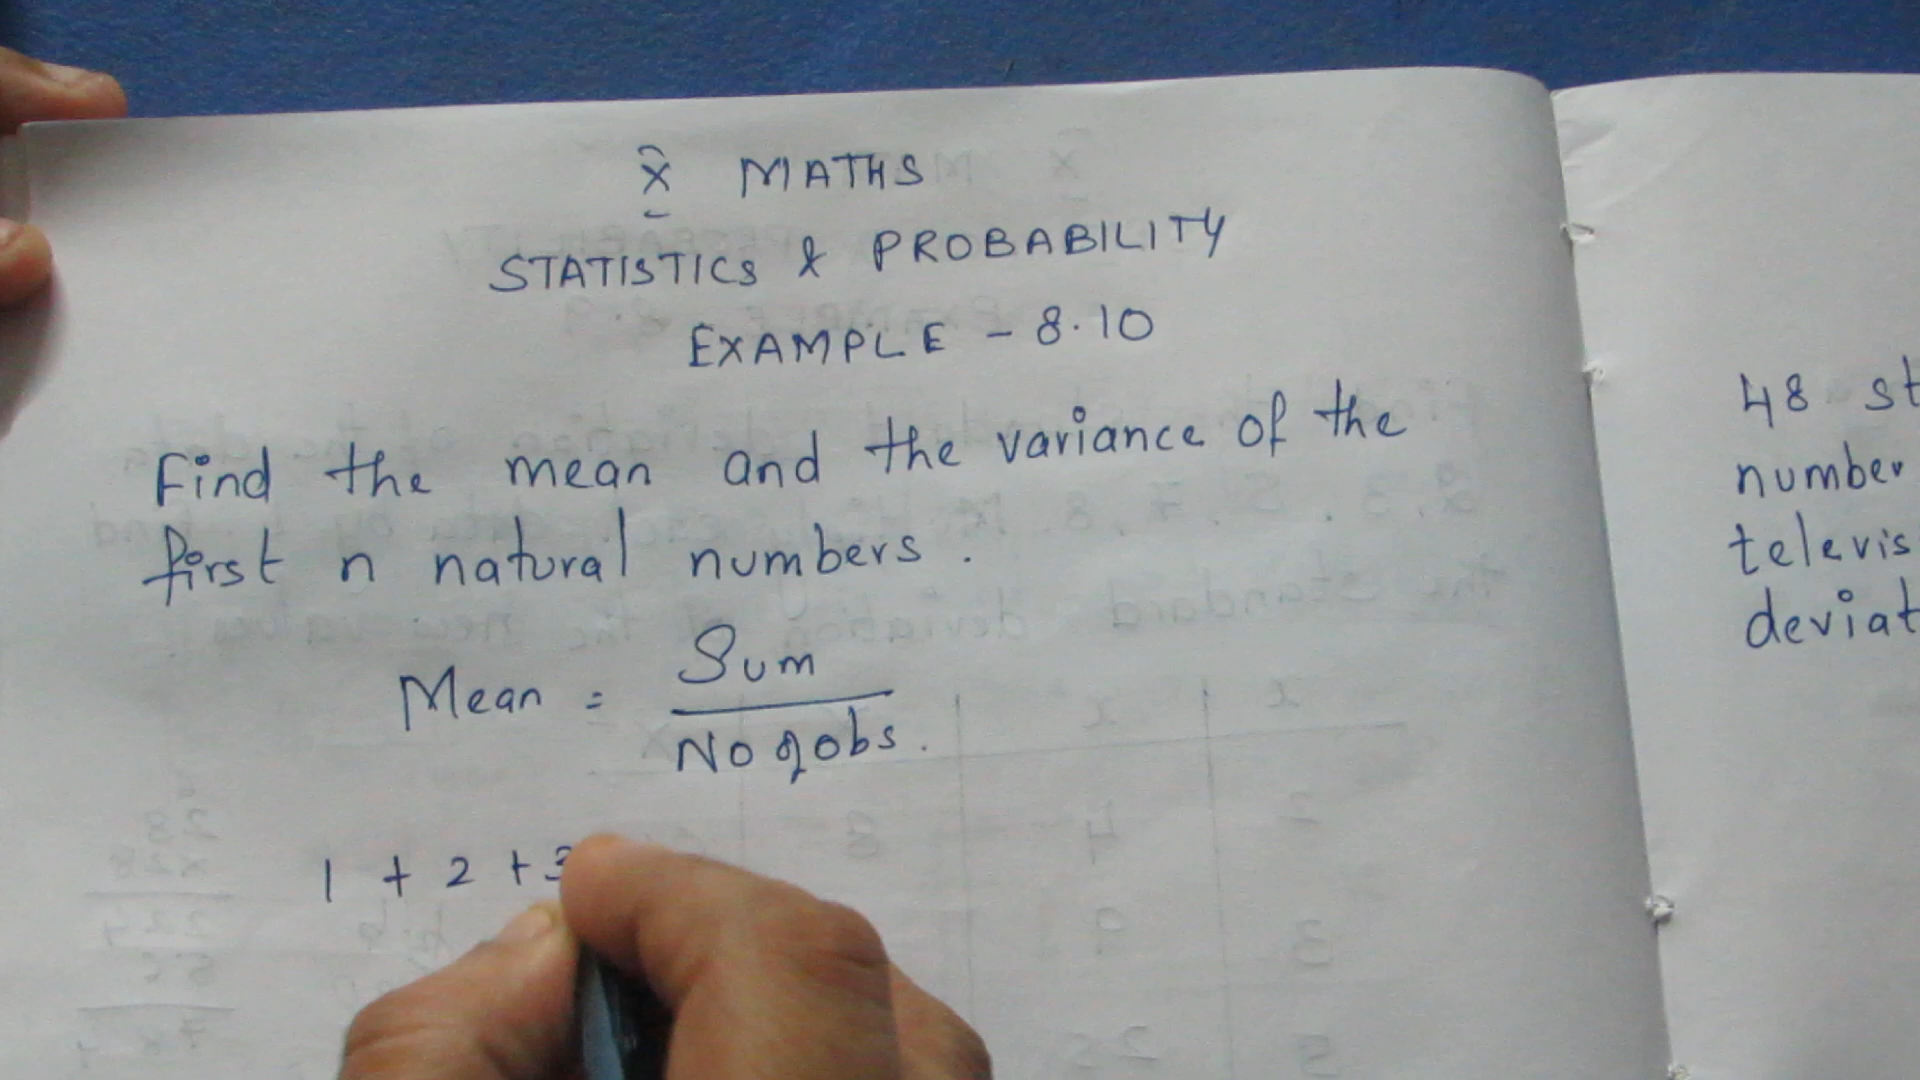 X MATHS
STATISTICS & PROBABILITY
EXAMPLE - 8.10
Find the mean and the variance of the
first n natural numbers.
Mean = Sum
No of obs.
1 + 2 + 3
48 st
number
televis
deviat